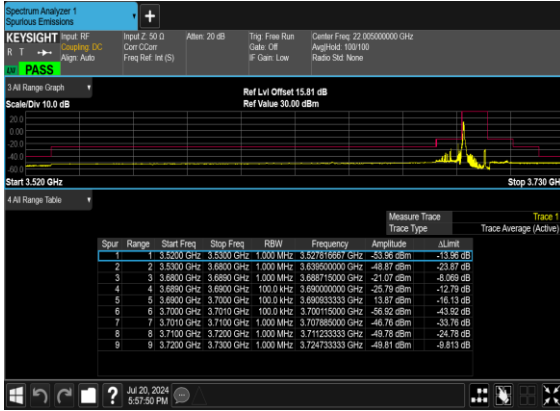 Spectrum Analyzer 1
Spurious Emissions
+
KEYSIGHT Input: RF Input Z: 50 Ω Atten: 20 dB Trig: Free Run Center Freq: 22.005000000 GHz
R T Coupling: DC Corr CCorr Gate: Off Avg|Hold: 100/100
Align: Auto Freq Ref: Int (S) IF Gain: Low Radio Std: None
PASS
3 All Range Graph
Ref Lvl Offset 15.81 dB
Scale/Div 10.0 dB Ref Value 30.00 dBm
20.0
0.00
-20.0
-40.0
-60.0
Start 3.520 GHz Stop 3.730 GH
4 All Range Table
Measure Trace Trace 1
Trace Type Trace Average (Active)
Spur Range Start Freq Stop Freq RBW Frequency Amplitude ΔLimit
1 1 3.5200 GHz 3.5300 GHz 1.000 MHz 3.527816667 GHz -53.96 dBm -13.96 dB
2 2 3.5300 GHz 3.6800 GHz 1.000 MHz 3.639500000 GHz -48.87 dBm -23.87 dB
3 3 3.6800 GHz 3.6890 GHz 1.000 MHz 3.688715000 GHz -21.07 dBm -8.069 dB
4 4 3.6890 GHz 3.6900 GHz 100.0 kHz 3.690000000 GHz -25.79 dBm -12.79 dB
5 5 3.6900 GHz 3.7000 GHz 100.0 kHz 3.690933333 GHz 13.87 dBm -16.13 dB
6 6 3.7000 GHz 3.7010 GHz 100.0 kHz 3.700115000 GHz -56.92 dBm -43.92 dB
7 7 3.7010 GHz 3.7100 GHz 1.000 MHz 3.707885000 GHz -46.76 dBm -33.76 dB
8 8 3.7100 GHz 3.7200 GHz 1.000 MHz 3.711233333 GHz -49.78 dBm -24.78 dB
9 9 3.7200 GHz 3.7300 GHz 1.000 MHz 3.724733333 GHz -49.81 dBm -9.813 dB
? Jul 20, 2024
5:57:50 PM